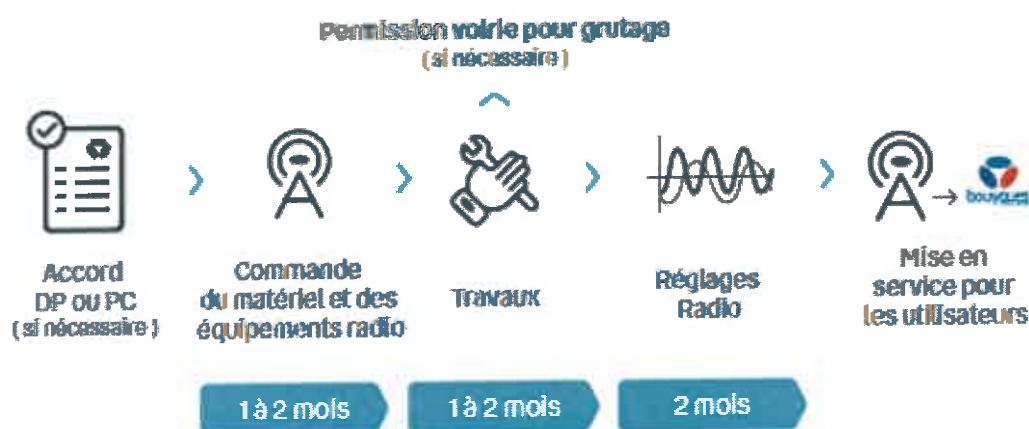 Permission voirie pour grutage
(si nécessaire)
Accord
DP ou PC
(si nécessaire)
Commande
du matériel et des
équipements radio
Travaux
Réglages
Radio
bouygues
Mise en
service pour
les utilisateurs
1 à 2 mois
1 à 2 mois
2 mois